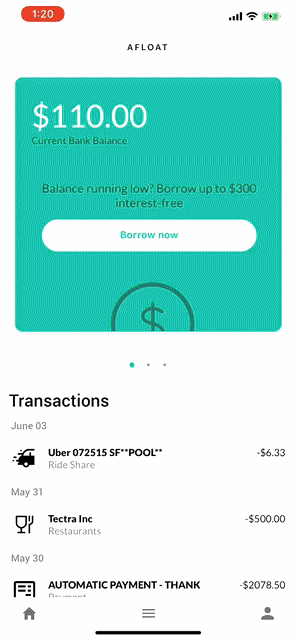 1:20
AFLOAT
$110.00
Current Bank Balance
Balance running low? Borrow up to $300
interest-free
Borrow now
$
Transactions
June 03
Uber 072515 SF**POOL** -$6.33
Ride Share
May 31
Tectra Inc -$500.00
Restaurants
May 30
AUTOMATIC PAYMENT - THANK -$2078.50
Payment